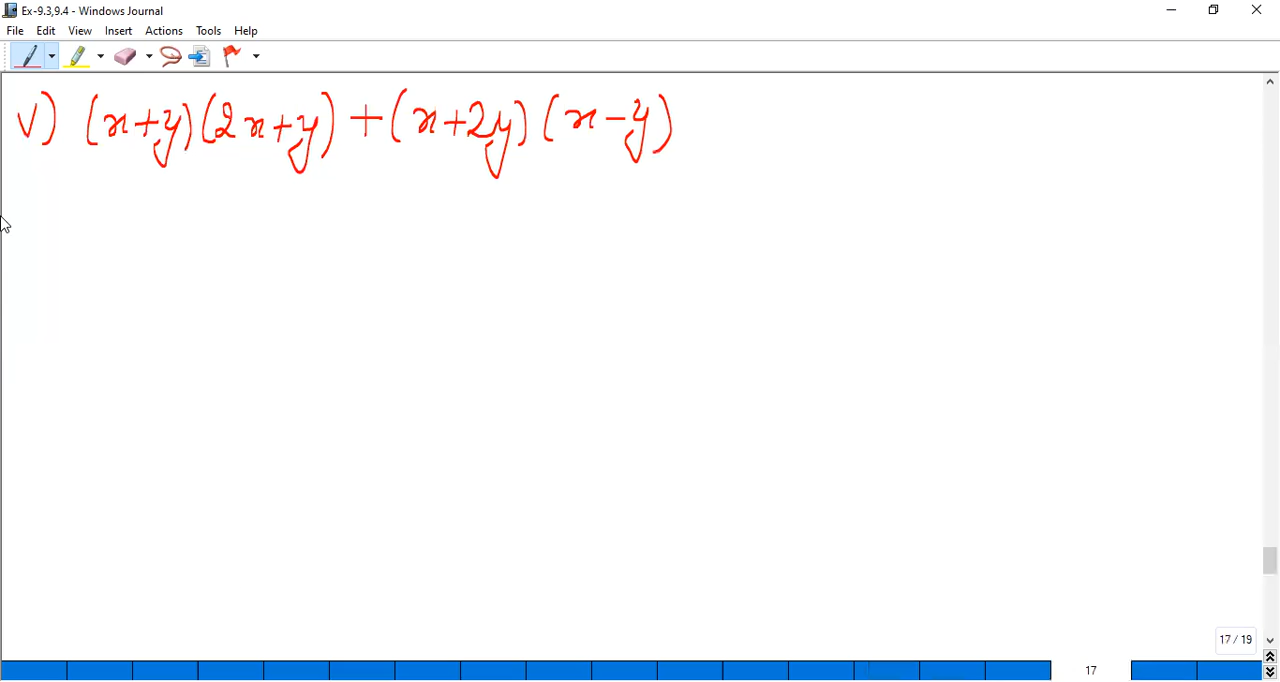 Ex-9.3,9.4 - Windows Journal
File Edit View Insert Actions Tools Help
v) (x+y)(2x+y) + (x+2y)(x-y)
17 / 19
17